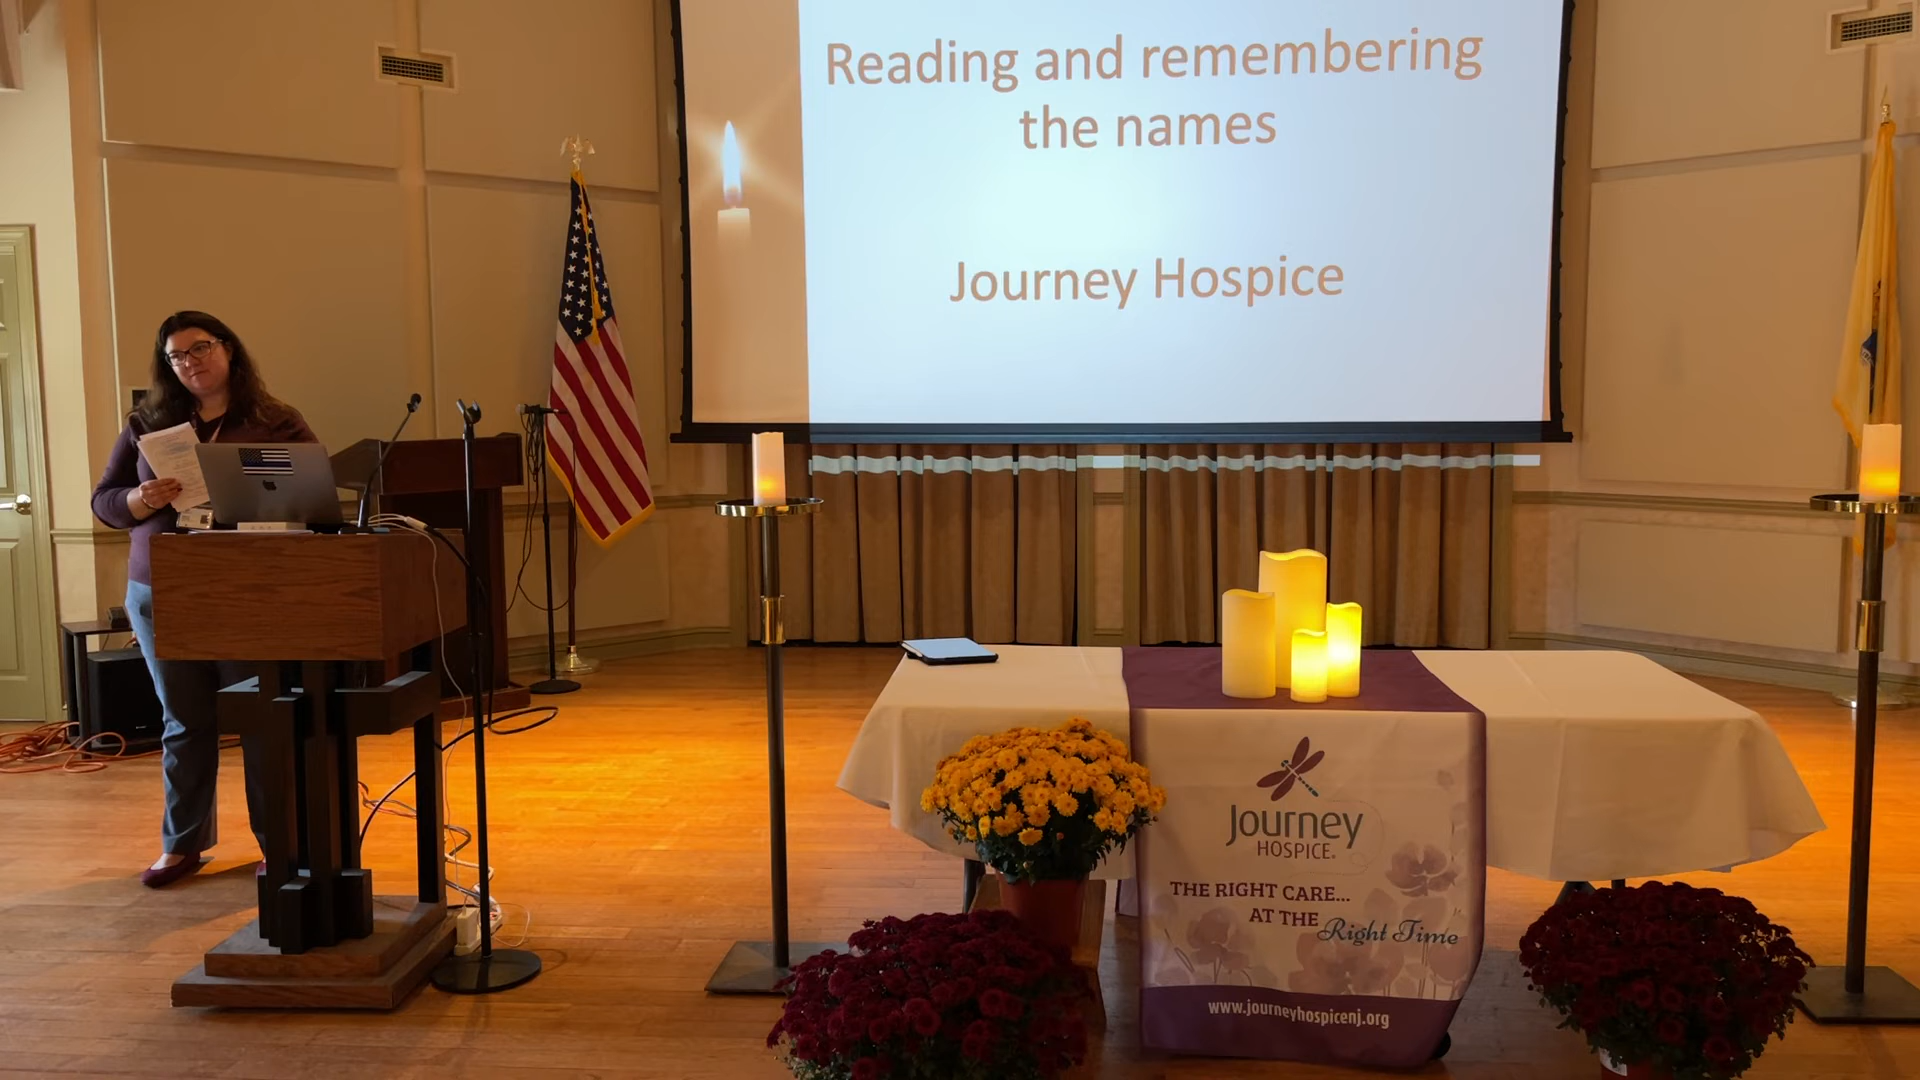 Reading and remembering
the names
Journey Hospice
Journey
HOSPICE®
THE RIGHT CARE...
AT THE Right Time
www.journeyhospicenj.org